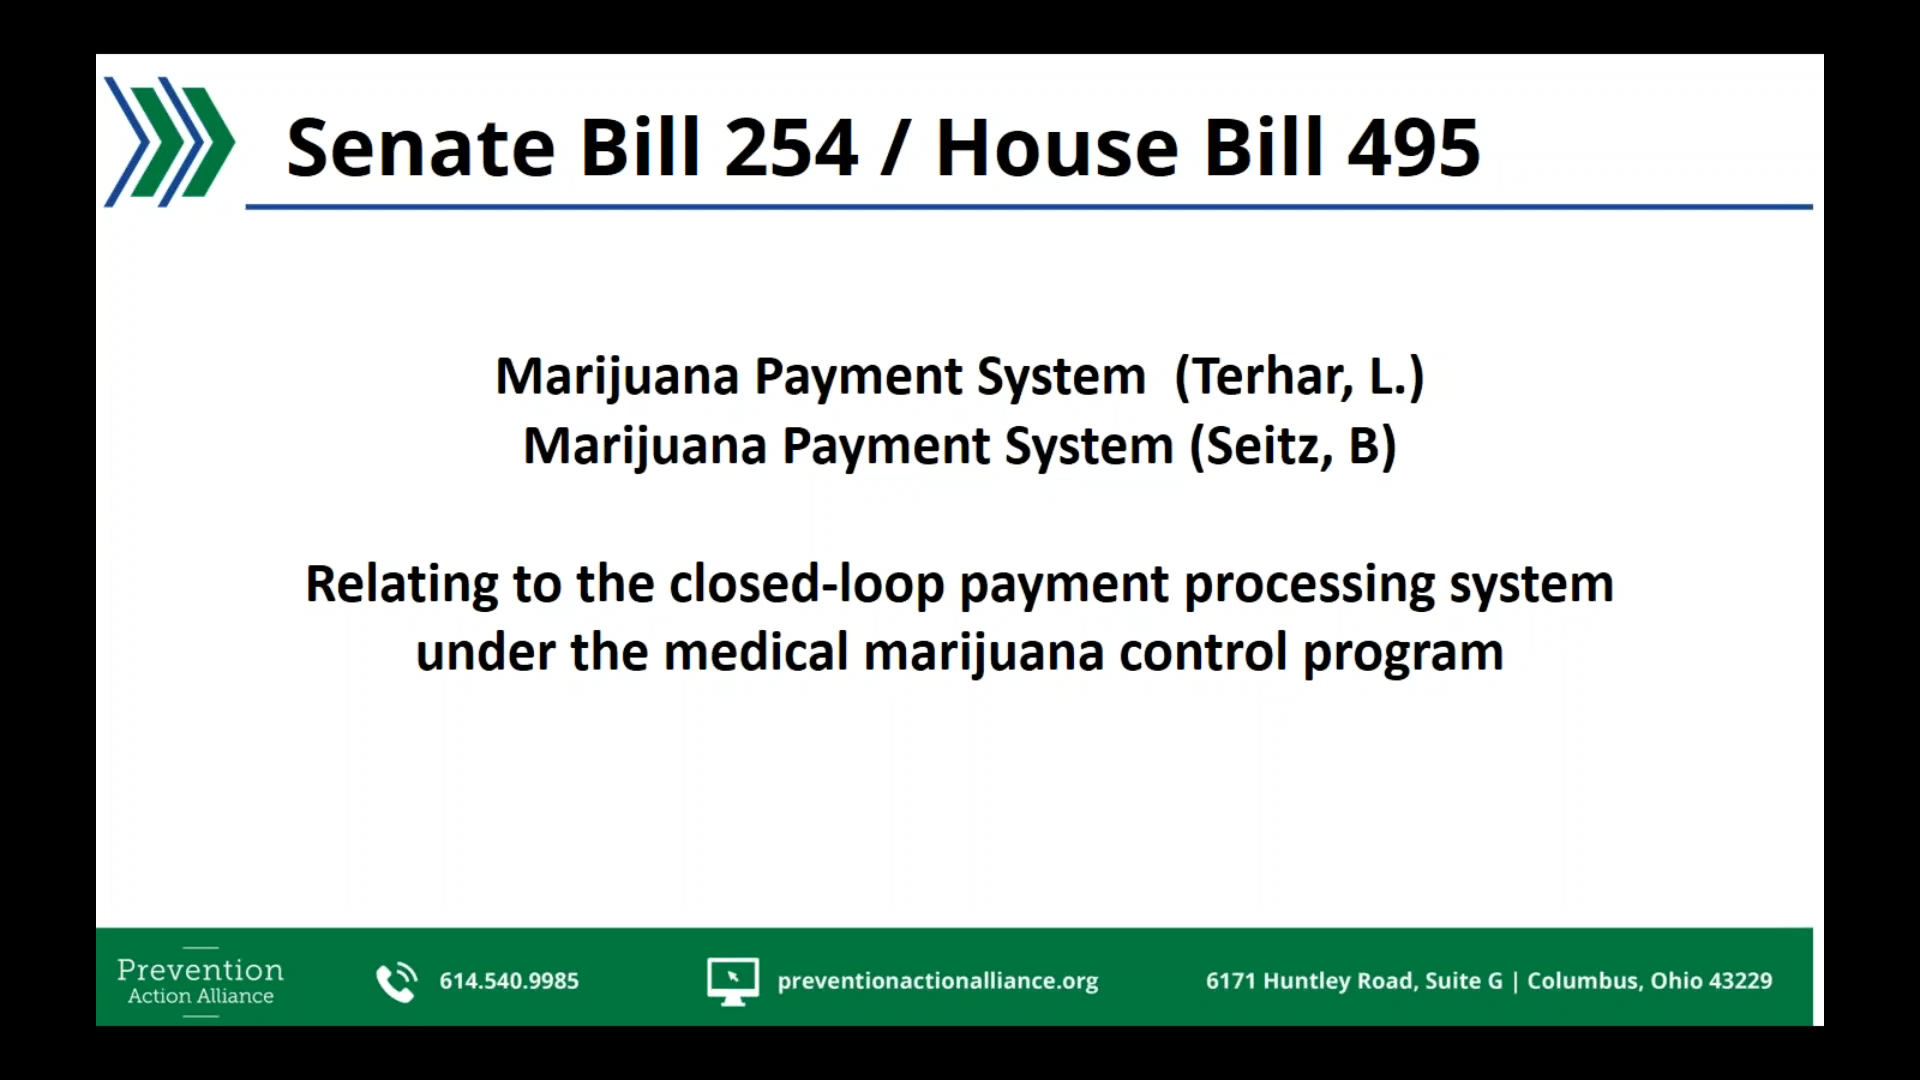 Senate Bill 254 / House Bill 495
Marijuana Payment System (Terhar, L.)
Marijuana Payment System (Seitz, B)
Relating to the closed-loop payment processing system
under the medical marijuana control program
Prevention
Action Alliance
614.540.9985
preventionactionalliance.org
6171 Huntley Road, Suite G | Columbus, Ohio 43229